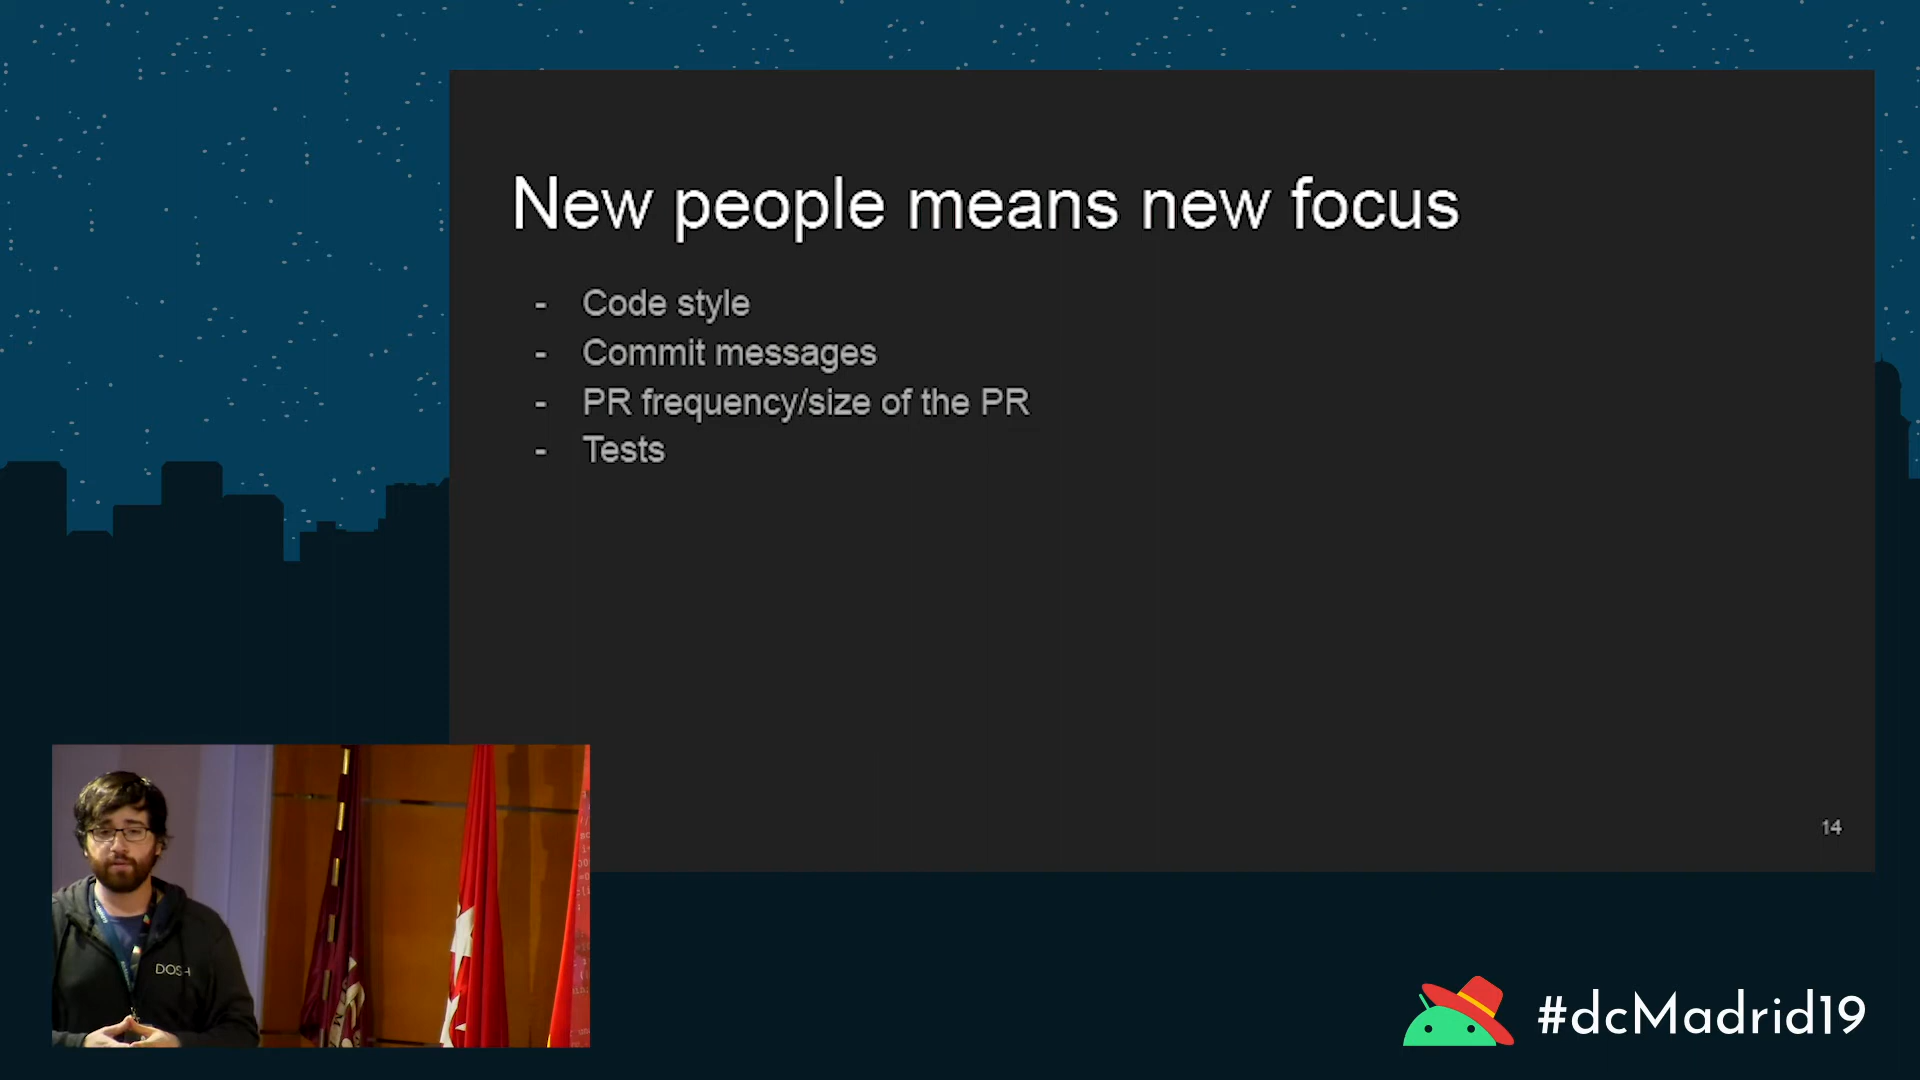 New people means new focus
- Code style
- Commit messages
- PR frequency/size of the PR
- Tests
14
DOSH
#dcMadrid19